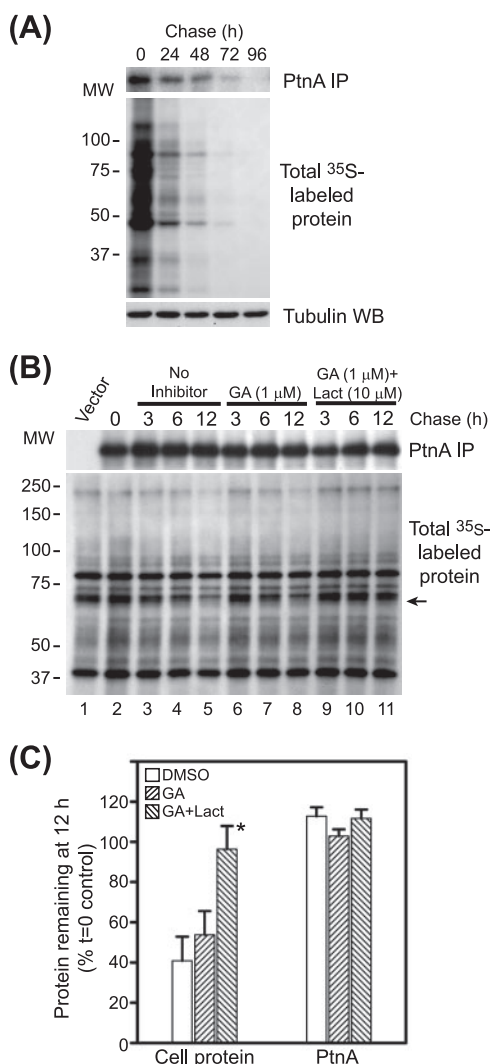 (A)
Chase (h)
0 24 48 72 96
PtnA IP
MW
100
75
50
37
Total ³⁵S-
labeled
protein
Tubulin WB
(B)
Vector
No
Inhibitor
GA (1 μM)
GA (1 μM)+
Lact (10 μM)
0 3 6 12 3 6 12 3 6 12 Chase (h)
MW
PtnA IP
250
150
100
75
50
37
Total ³⁵S-
labeled
protein
1 2 3 4 5 6 7 8 9 10 11
(C)
DMSO
GA
GA+Lact
*
Protein remaining at 12 h
(% t=0 control)
120
100
80
60
40
20
0
Cell protein PtnA